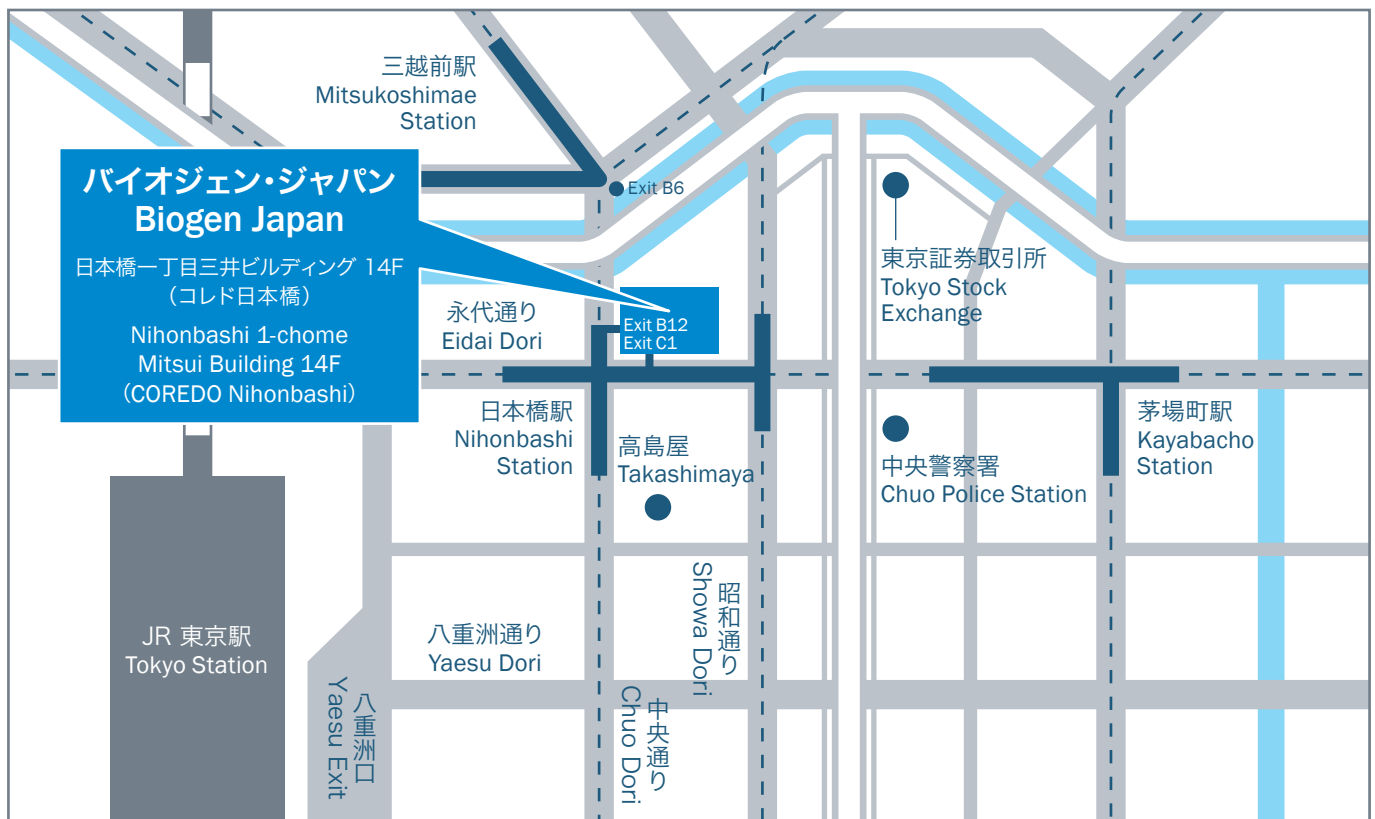 三越前駅
Mitsukoshimae
Station
バイオジェン・ジャパン
Biogen Japan
日本橋一丁目三井ビルディング 14F
（コレド日本橋）
Nihonbashi 1-chome
Mitsui Building 14F
(COREDO Nihonbashi)
Exit B6
東京証券取引所
Tokyo Stock
Exchange
永代通り
Eidai Dori
Exit B12
Exit C1
日本橋駅
Nihonbashi
Station
高島屋
Takashimaya
中央警察署
Chuo Police Station
茅場町駅
Kayabacho
Station
JR 東京駅
Tokyo Station
八重洲通り
Yaesu Dori
昭和通り
Showa Dori
八重洲口
Yaesu Exit
中央通り
Chuo Dori